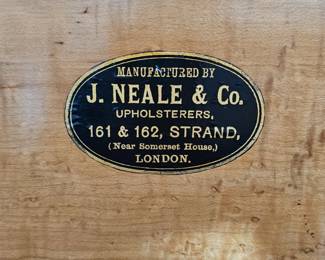 MANUFACTURED BY
J. NEALE & Co.
UPHOLSTERERS,
161 & 162, STRAND,
(Near Somerset House,)
LONDON.